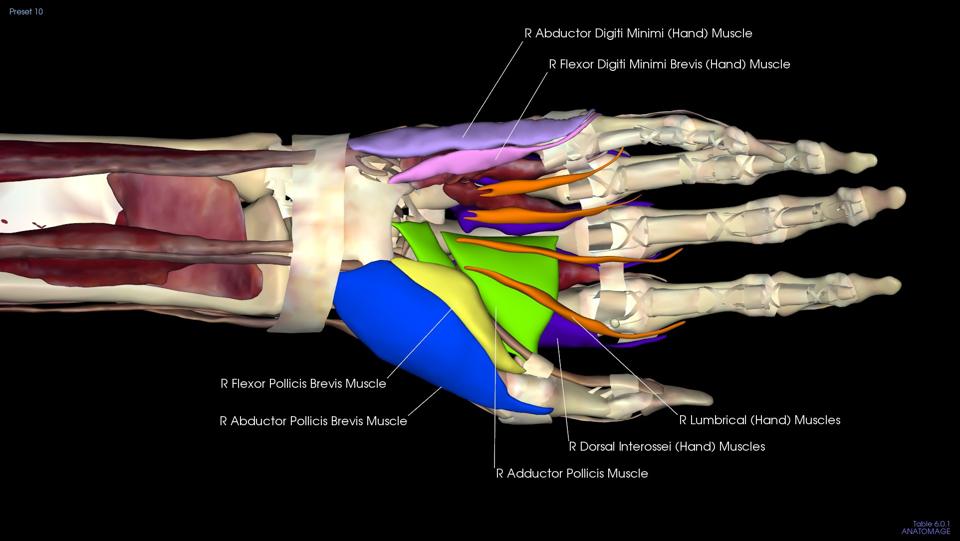 Preset 10
R Abductor Digiti Minimi (Hand) Muscle
R Flexor Digiti Minimi Brevis (Hand) Muscle
R Flexor Pollicis Brevis Muscle
R Abductor Pollicis Brevis Muscle
R Lumbrical (Hand) Muscles
R Dorsal Interossei (Hand) Muscles
R Adductor Pollicis Muscle
Table 6.0.1
ANATOMAGE